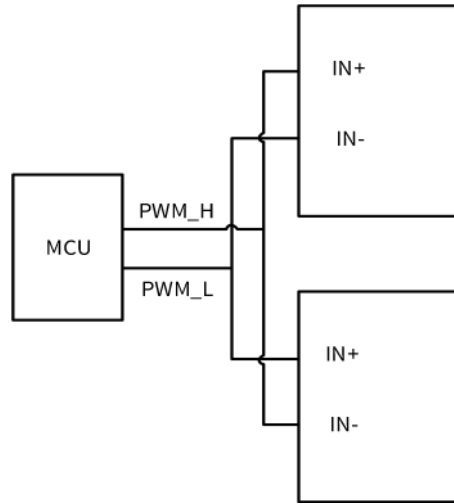 IN+
IN-
PWM_H
MCU
PWM_L
IN+
IN-